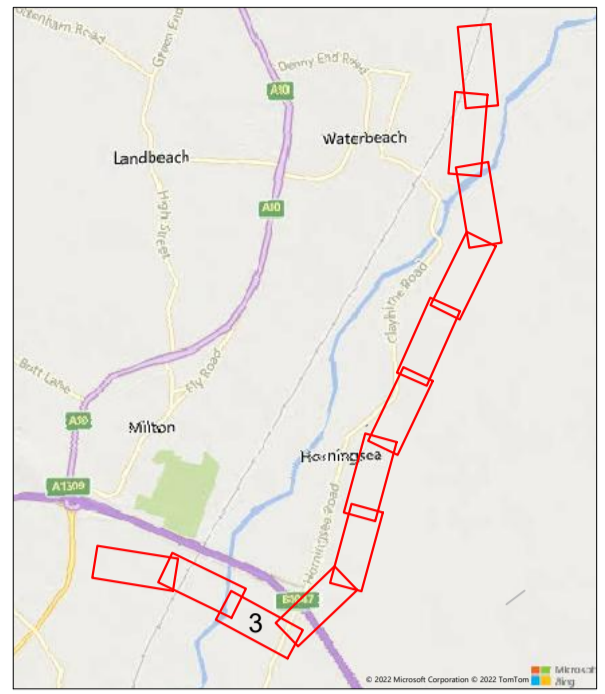 ottenham Road
Green End
Denny End Road
A10
Waterbeach
Landbeach
High Street
A10
Clayhithe Road
Butt Lane
Ely Road
A10
Milton
Horningsea
A1309
Horningsea Road
B1047
3
© 2022 Microsoft Corporation © 2022 TomTom
Microsoft
Bing